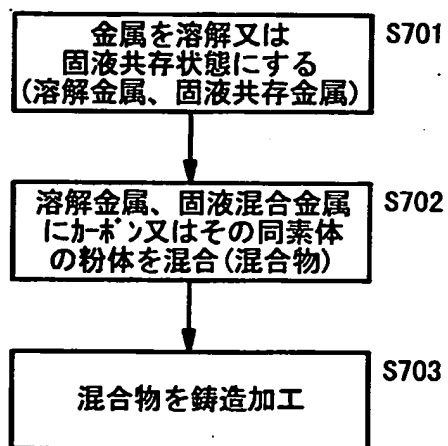 金属を溶解又は
固液共存状態にする
(溶解金属、固液共存金属)
S701
溶解金属、固液混合金属
にｶｰﾎﾞﾝ又はその同素体
の粉体を混合(混合物)
S702
混合物を鋳造加工
S703